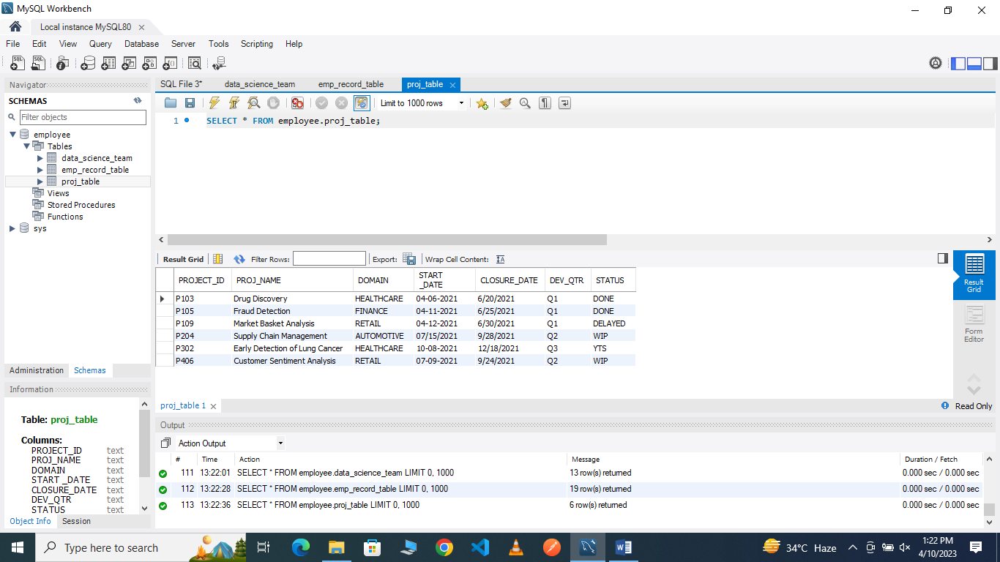 MySQL Workbench
Local instance MySQL80
File Edit View Query Database Server Tools Scripting Help
Navigator
SCHEMAS
Filter objects
employee
Tables
data_science_team
emp_record_table
proj_table
Views
Stored Procedures
Functions
sys
Administration Schemas
Information
Table: proj_table
Columns:
PROJECT_ID text
PROJ_NAME text
DOMAIN text
START _DATE text
CLOSURE_DATE text
DEV_QTR text
STATUS text
Object Info Session
SQL File 3* data_science_team emp_record_table proj_table
Limit to 1000 rows
1 SELECT * FROM employee.proj_table;
Result Grid Filter Rows: Export: Wrap Cell Content:
PROJECT_ID PROJ_NAME DOMAIN START _DATE CLOSURE_DATE DEV_QTR STATUS
P103 Drug Discovery HEALTHCARE 04-06-2021 6/20/2021 Q1 DONE
P105 Fraud Detection FINANCE 04-11-2021 6/25/2021 Q1 DONE
P109 Market Basket Analysis RETAIL 04-12-2021 6/30/2021 Q1 DELAYED
P204 Supply Chain Management AUTOMOTIVE 07/15/2021 9/28/2021 Q2 WIP
P302 Early Detection of Lung Cancer HEALTHCARE 10-08-2021 12/18/2021 Q3 YTS
P406 Customer Sentiment Analysis RETAIL 07-09-2021 9/24/2021 Q2 WIP
Result
Grid
Form
Editor
proj_table 1
Read Only
Output
Action Output
# Time Action Message Duration / Fetch
111 13:22:01 SELECT * FROM employee.data_science_team LIMIT 0, 1000 13 row(s) returned 0.000 sec / 0.000 sec
112 13:22:28 SELECT * FROM employee.emp_record_table LIMIT 0, 1000 19 row(s) returned 0.000 sec / 0.000 sec
113 13:22:36 SELECT * FROM employee.proj_table LIMIT 0, 1000 6 row(s) returned 0.000 sec / 0.000 sec
Type here to search
34°C Haze
1:22 PM
4/10/2023